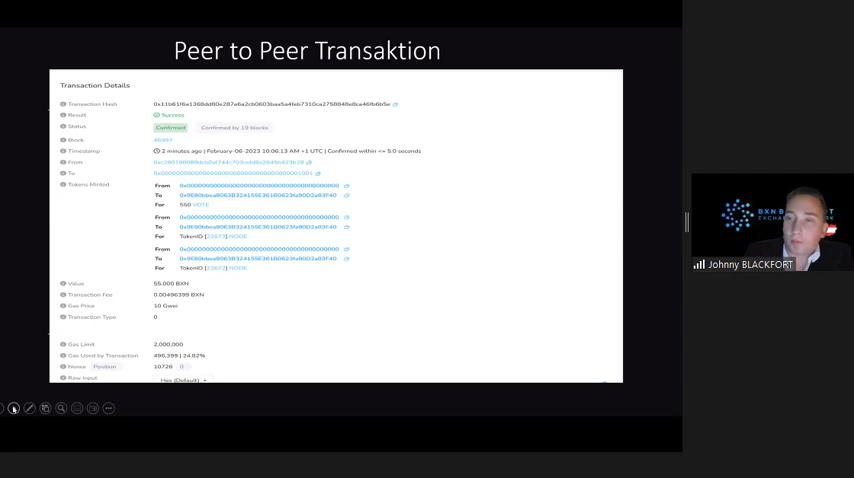 Peer to Peer Transaktion
Transaction Details
Transaction Hash
Result Success
Status Confirmed Confirmed by 19 blocks
Block
Timestamp 2 minutes ago | February-06-2023 10:06:13 AM +1 UTC | Confirmed within <= 5.0 seconds
From
To
Tokens Minted From 0x0000000000000000000000000000000000000000
To
For 550 VOTE
From 0x0000000000000000000000000000000000000000
To
For TokenID NODE
From 0x0000000000000000000000000000000000000000
To
For TokenID NODE
Value 55.000 BXN
Transaction Fee 0.00496399 BXN
Gas Price 10 Gwei
Transaction Type 0
Gas Limit 2,000,000
Gas Used by Transaction 496,399 | 24.82%
Nonce Position 10726 0
Raw Input Hex (Default)
Johnny BLACKFORT